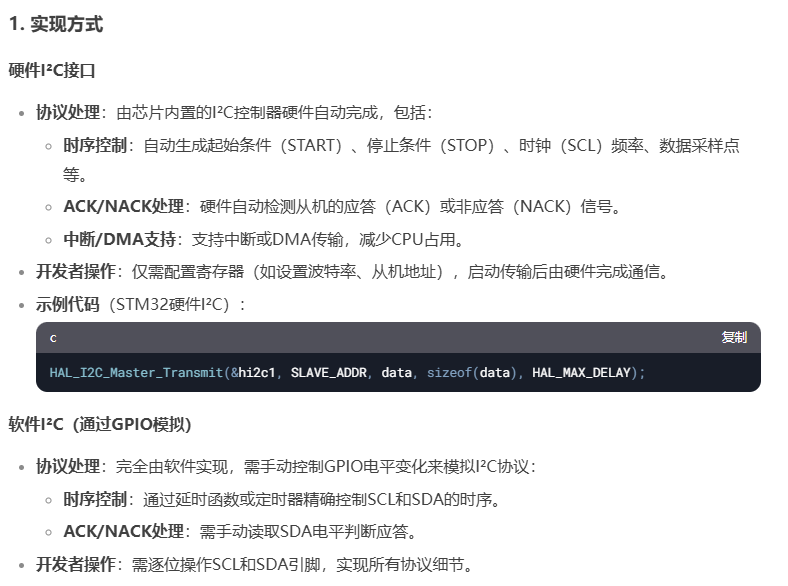 1. 实现方式
硬件I²C接口
• 协议处理：由芯片内置的I²C控制器硬件自动完成，包括：
◦ 时序控制：自动生成起始条件（START）、停止条件（STOP）、时钟（SCL）频率、数据采样点
等。
◦ ACK/NACK处理：硬件自动检测从机的应答（ACK）或非应答（NACK）信号。
◦ 中断/DMA支持：支持中断或DMA传输，减少CPU占用。
• 开发者操作：仅需配置寄存器（如设置波特率、从机地址），启动传输后由硬件完成通信。
• 示例代码（STM32硬件I²C）：
c 复制
HAL_I2C_Master_Transmit(&hi2c1, SLAVE_ADDR, data, sizeof(data), HAL_MAX_DELAY);
软件I²C（通过GPIO模拟）
• 协议处理：完全由软件实现，需手动控制GPIO电平变化来模拟I²C协议：
◦ 时序控制：通过延时函数或定时器精确控制SCL和SDA的时序。
◦ ACK/NACK处理：需手动读取SDA电平判断应答。
• 开发者操作：需逐位操作SCL和SDA引脚，实现所有协议细节。